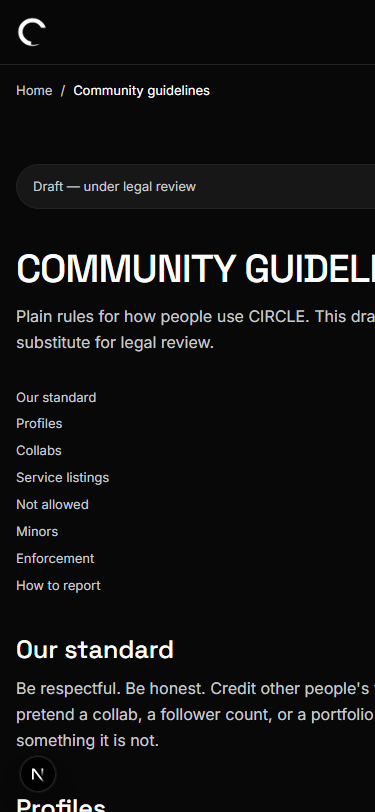 Home / Community guidelines
Draft — under legal review
COMMUNITY GUIDELI
Plain rules for how people use CIRCLE. This dra
substitute for legal review.
Our standard
Profiles
Collabs
Service listings
Not allowed
Minors
Enforcement
How to report
Our standard
Be respectful. Be honest. Credit other people's
pretend a collab, a follower count, or a portfolio
something it is not.
N
Profiles